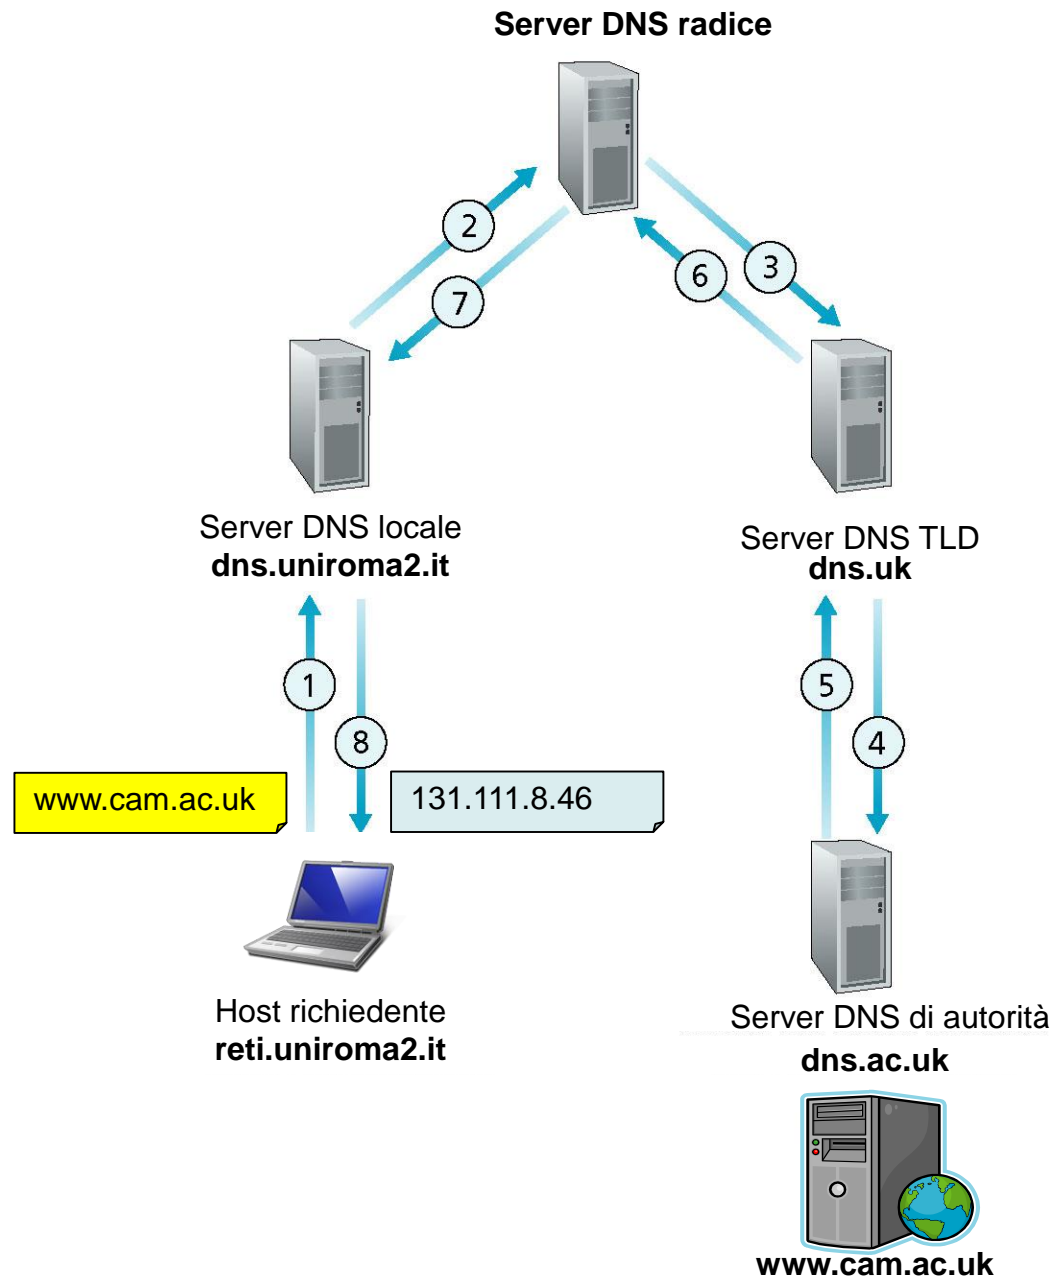 Server DNS radice
2
7
6
3
Server DNS locale
dns.uniroma2.it
Server DNS TLD
dns.uk
1
8
5
4
www.cam.ac.uk
131.111.8.46
Host richiedente
reti.uniroma2.it
Server DNS di autorità
dns.ac.uk
www.cam.ac.uk